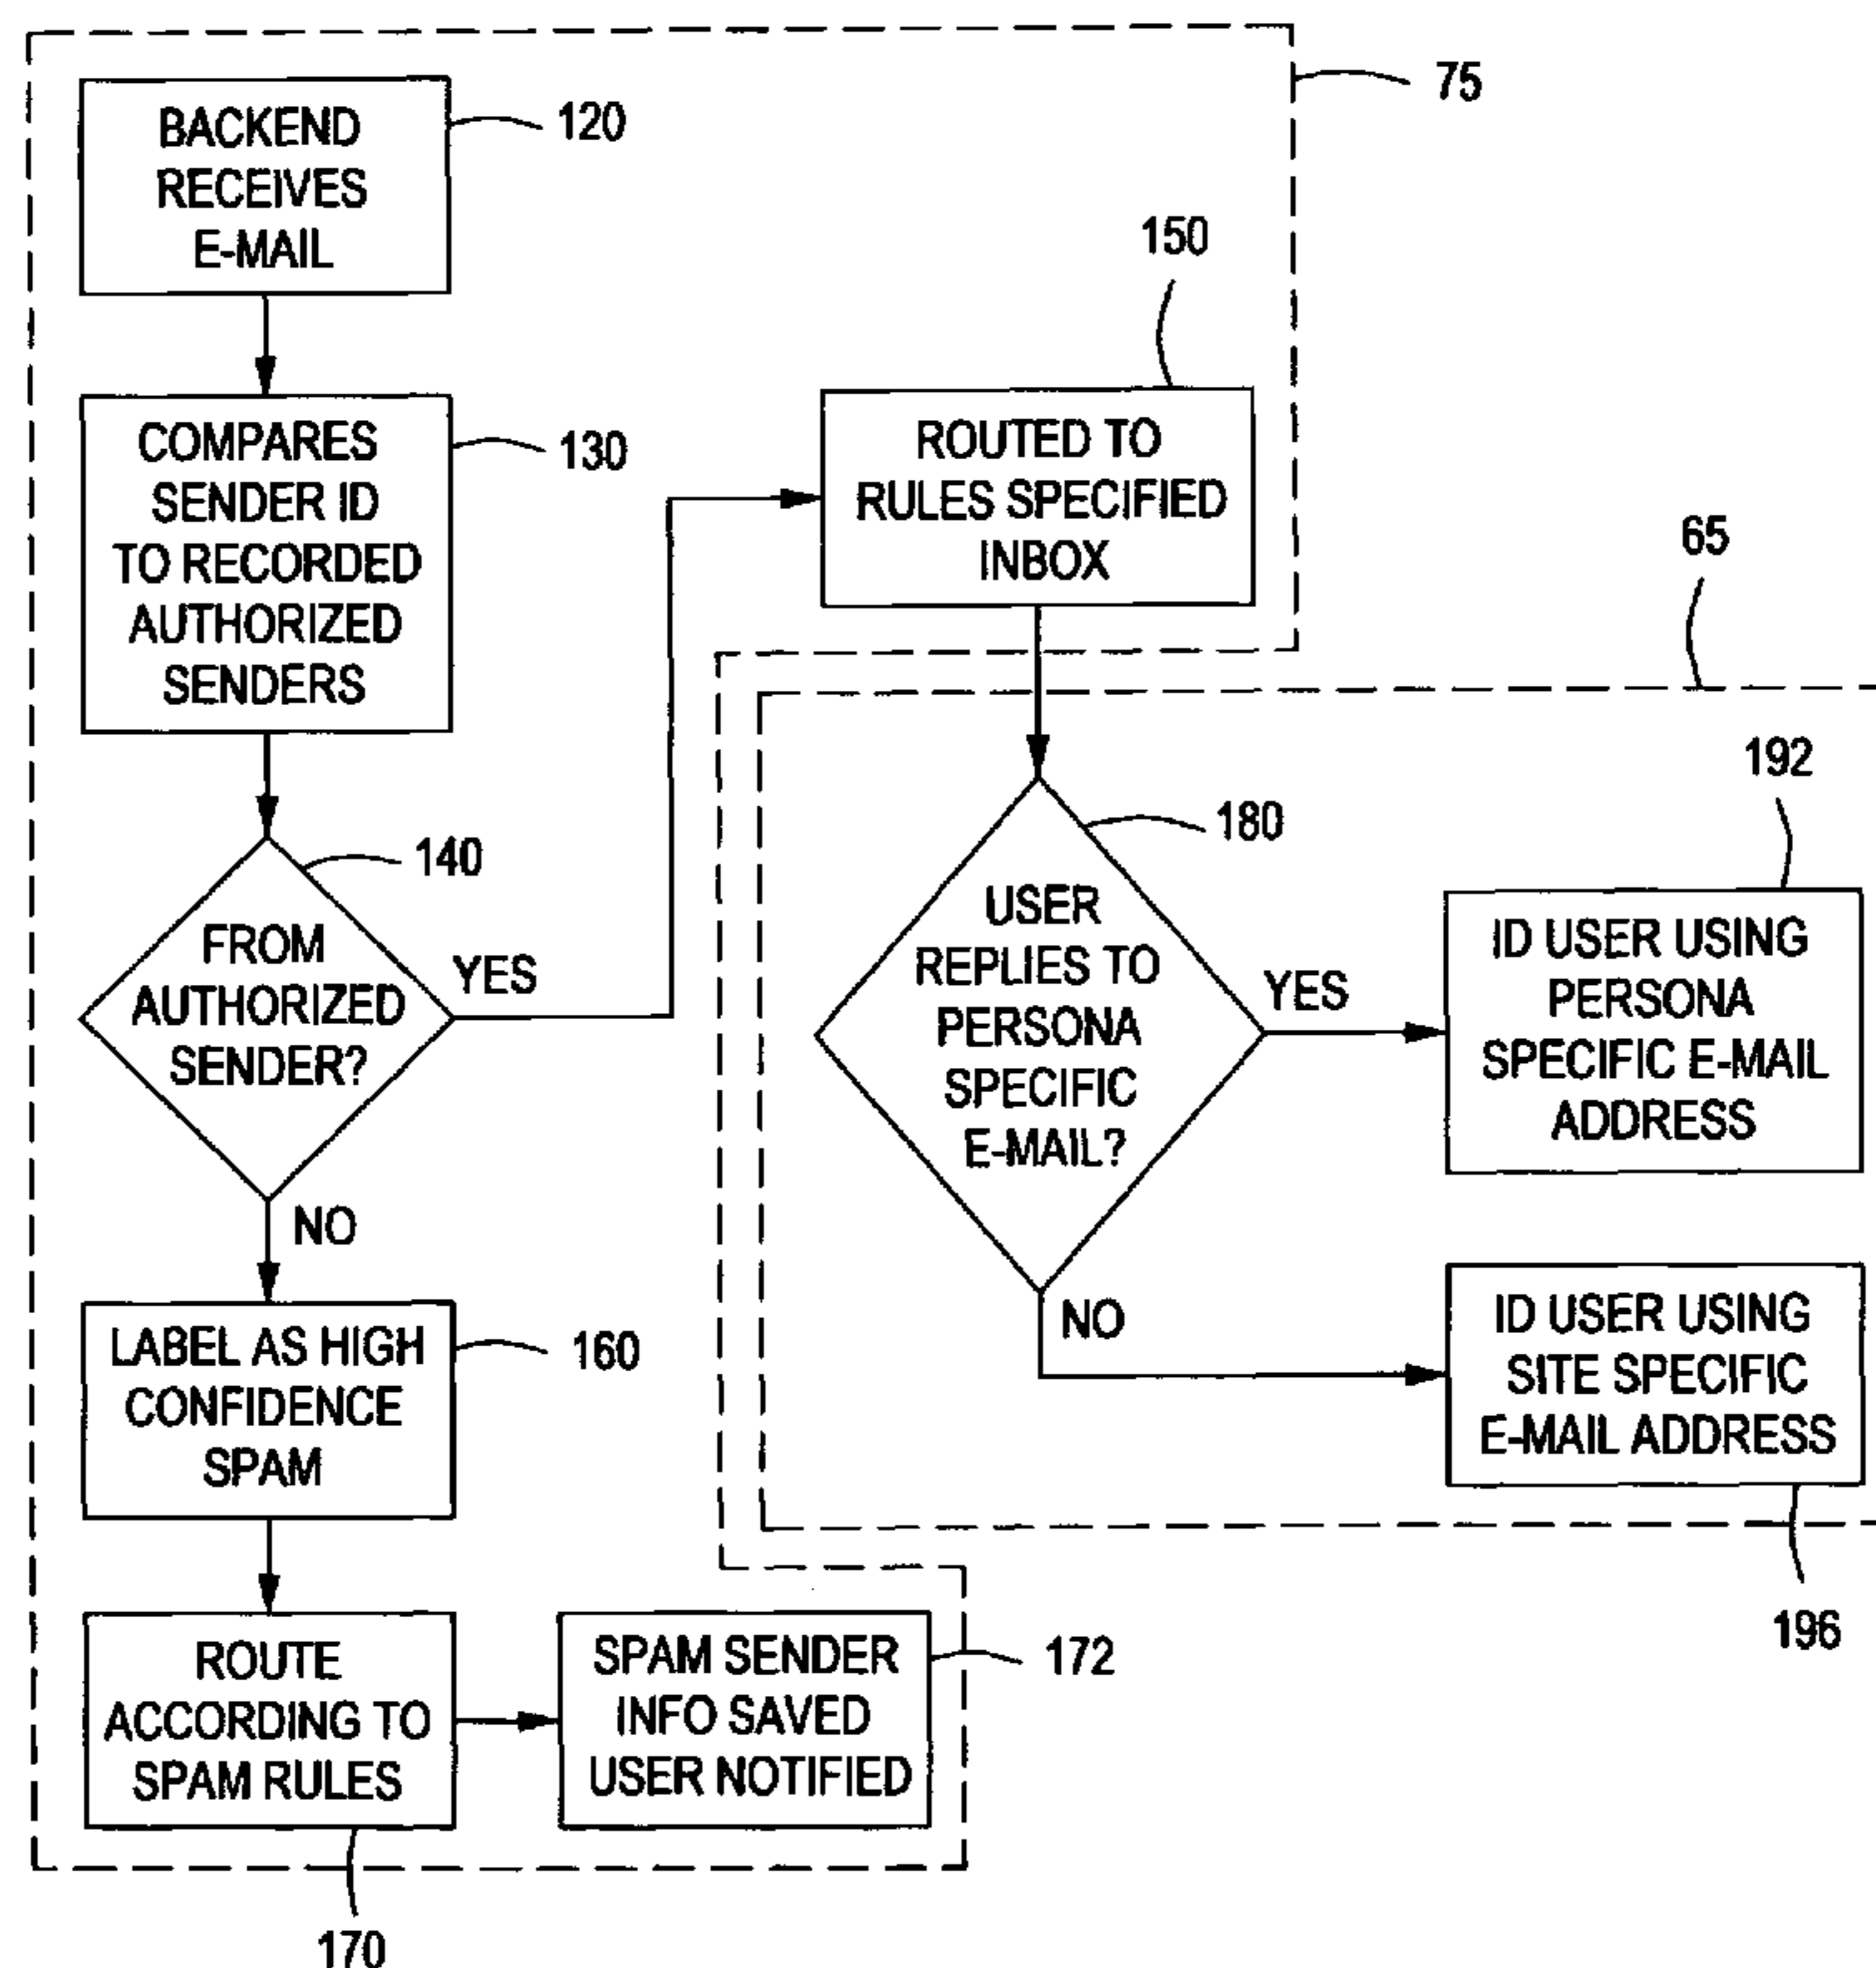 75
BACKEND
RECEIVES
E-MAIL
120
150
COMPARES
SENDER ID
TO RECORDED
AUTHORIZED
SENDERS
130
ROUTED TO
RULES SPECIFIED
INBOX
65
140
FROM
AUTHORIZED
SENDER?
YES
NO
180
USER
REPLIES TO
PERSONA
SPECIFIC
E-MAIL?
YES
NO
192
ID USER USING
PERSONA
SPECIFIC E-MAIL
ADDRESS
ID USER USING
SITE SPECIFIC
E-MAIL ADDRESS
196
LABEL AS HIGH
CONFIDENCE
SPAM
160
ROUTE
ACCORDING TO
SPAM RULES
170
SPAM SENDER
INFO SAVED
USER NOTIFIED
172